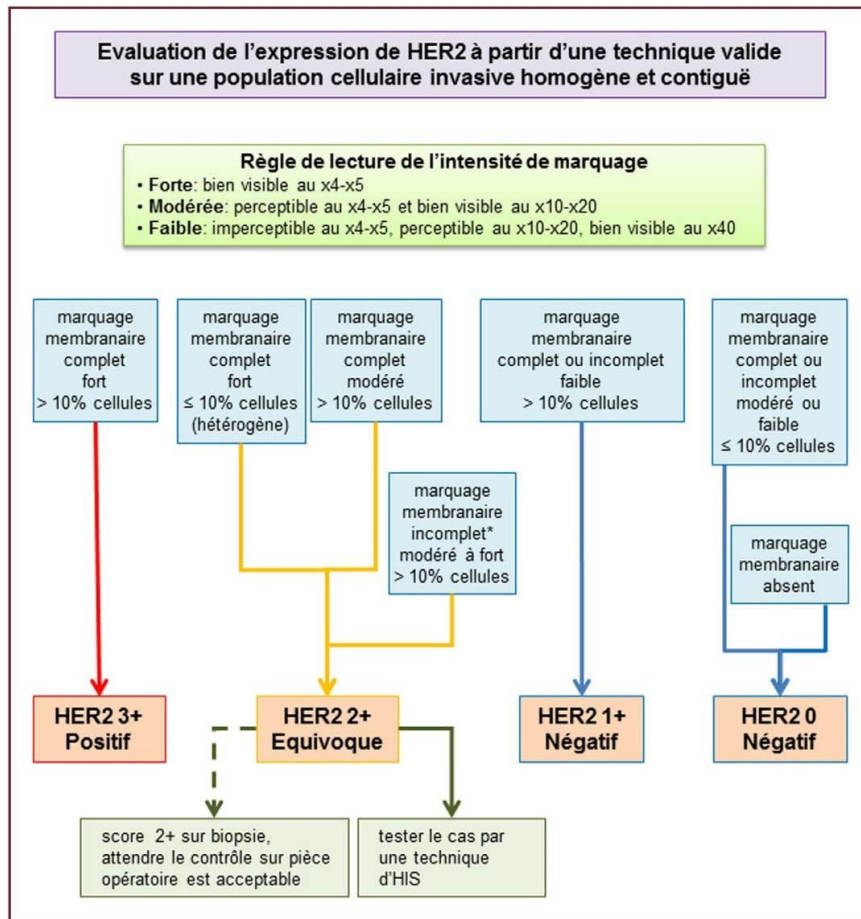 Evaluation de l’expression de HER2 à partir d’une technique valide
sur une population cellulaire invasive homogène et contiguë
Règle de lecture de l’intensité de marquage
• Forte: bien visible au x4-x5
• Modérée: perceptible au x4-x5 et bien visible au x10-x20
• Faible: imperceptible au x4-x5, perceptible au x10-x20, bien visible au x40
marquage
membranaire
complet
fort
> 10% cellules
marquage
membranaire
complet
fort
≤ 10% cellules
(hétérogène)
marquage
membranaire
complet
modéré
> 10% cellules
marquage
membranaire
incomplet*
modéré à fort
> 10% cellules
marquage
membranaire
complet ou incomplet
faible
> 10% cellules
marquage
membranaire
complet ou
incomplet
modéré ou
faible
≤ 10% cellules
marquage
membranaire
absent
HER2 3+
Positif
HER2 2+
Equivoque
HER2 1+
Négatif
HER2 0
Négatif
score 2+ sur biopsie,
attendre le contrôle sur pièce
opératoire est acceptable
tester le cas par
une technique
d’HIS